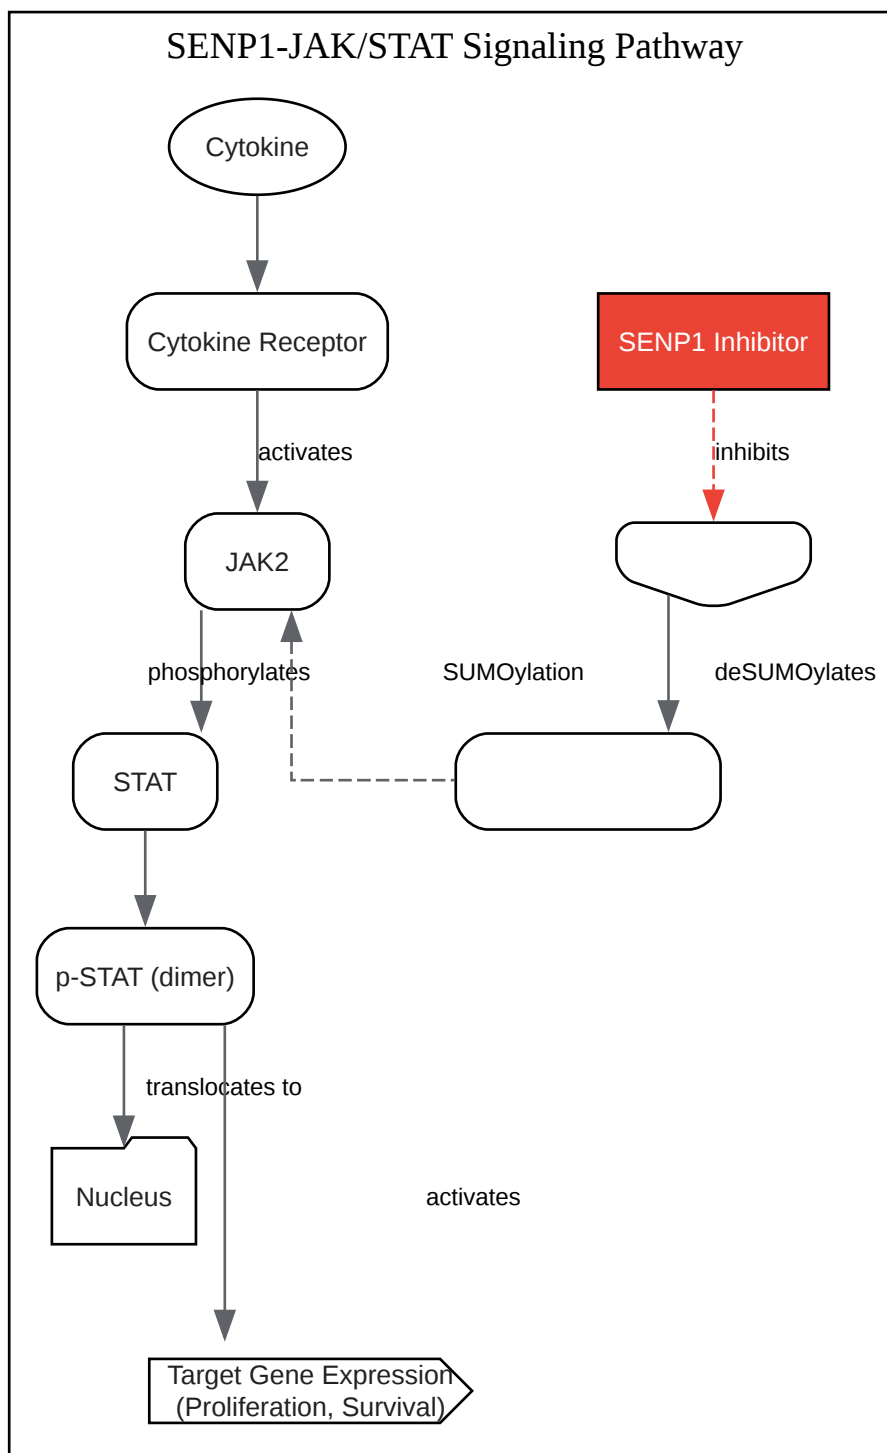 SENP1-JAK/STAT Signaling Pathway
Cytokine
Cytokine Receptor
SENP1 Inhibitor
activates
inhibits
JAK2
phosphorylates
SUMOylation
deSUMOylates
STAT
p-STAT (dimer)
translocates to
Nucleus
activates
Target Gene Expression
(Proliferation, Survival)